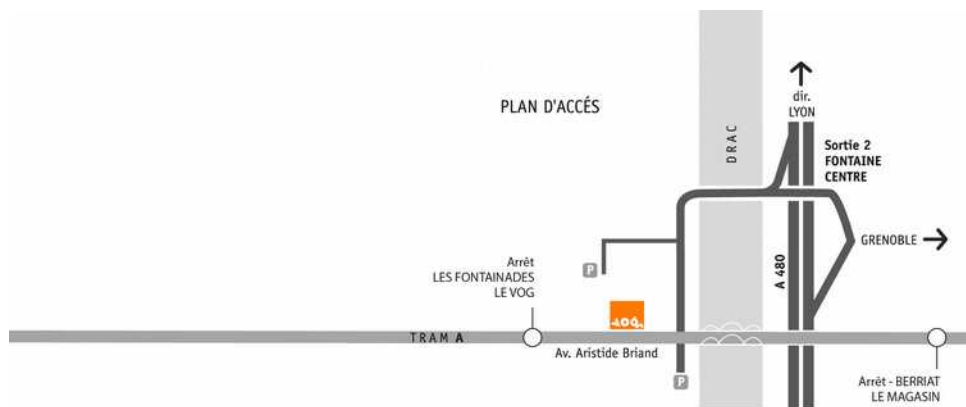 PLAN D'ACCÉS
DRAC
dir.
LYON
Sortie 2
FONTAINE
CENTRE
GRENOBLE
A 480
Arrêt
LES FONTAINADES
LE VOG
P
VOG
TRAM A
Av. Aristide Briand
P
Arrêt - BERRIAT
LE MAGASIN